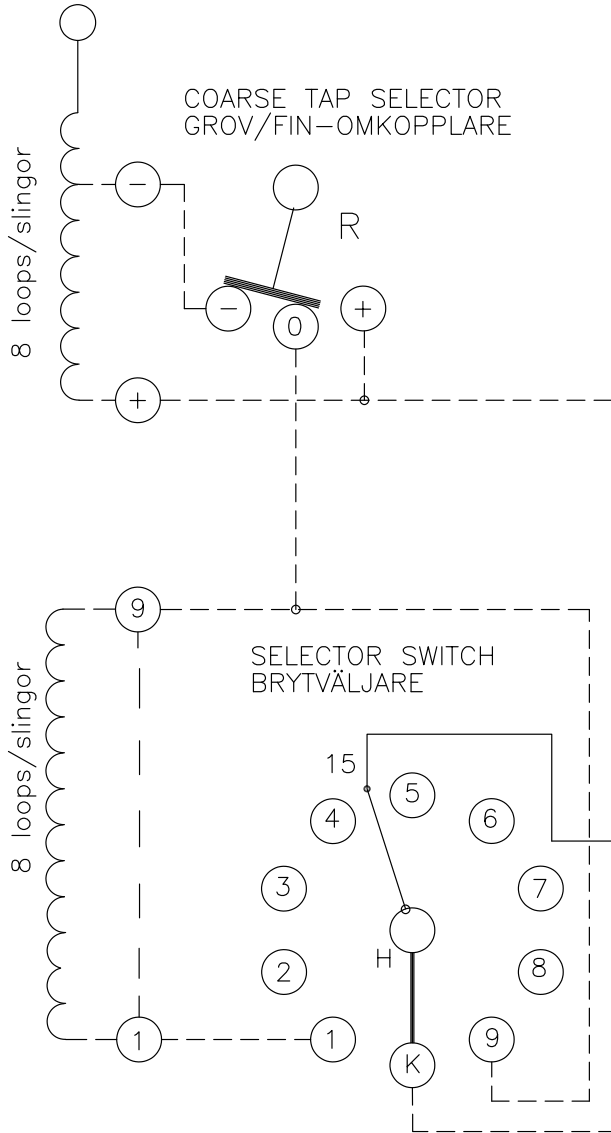 COARSE TAP SELECTOR
GROV/FIN-OMKOPPLARE
8 loops/slingor
−
R
−
0
+
+
9
SELECTOR SWITCH
BRYTVÄLJARE
8 loops/slingor
15
5
4
6
3
7
H
2
8
1
1
9
K